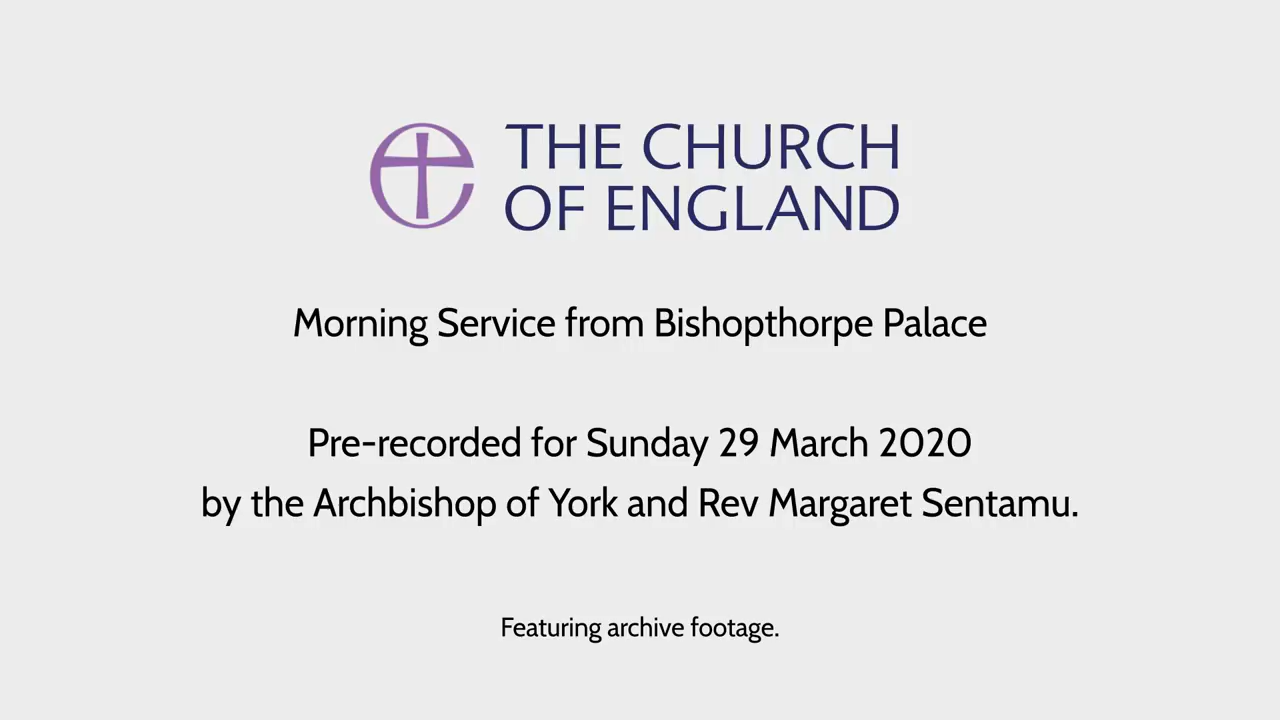 THE CHURCH
OF ENGLAND
Morning Service from Bishopthorpe Palace
Pre-recorded for Sunday 29 March 2020
by the Archbishop of York and Rev Margaret Sentamu.
Featuring archive footage.